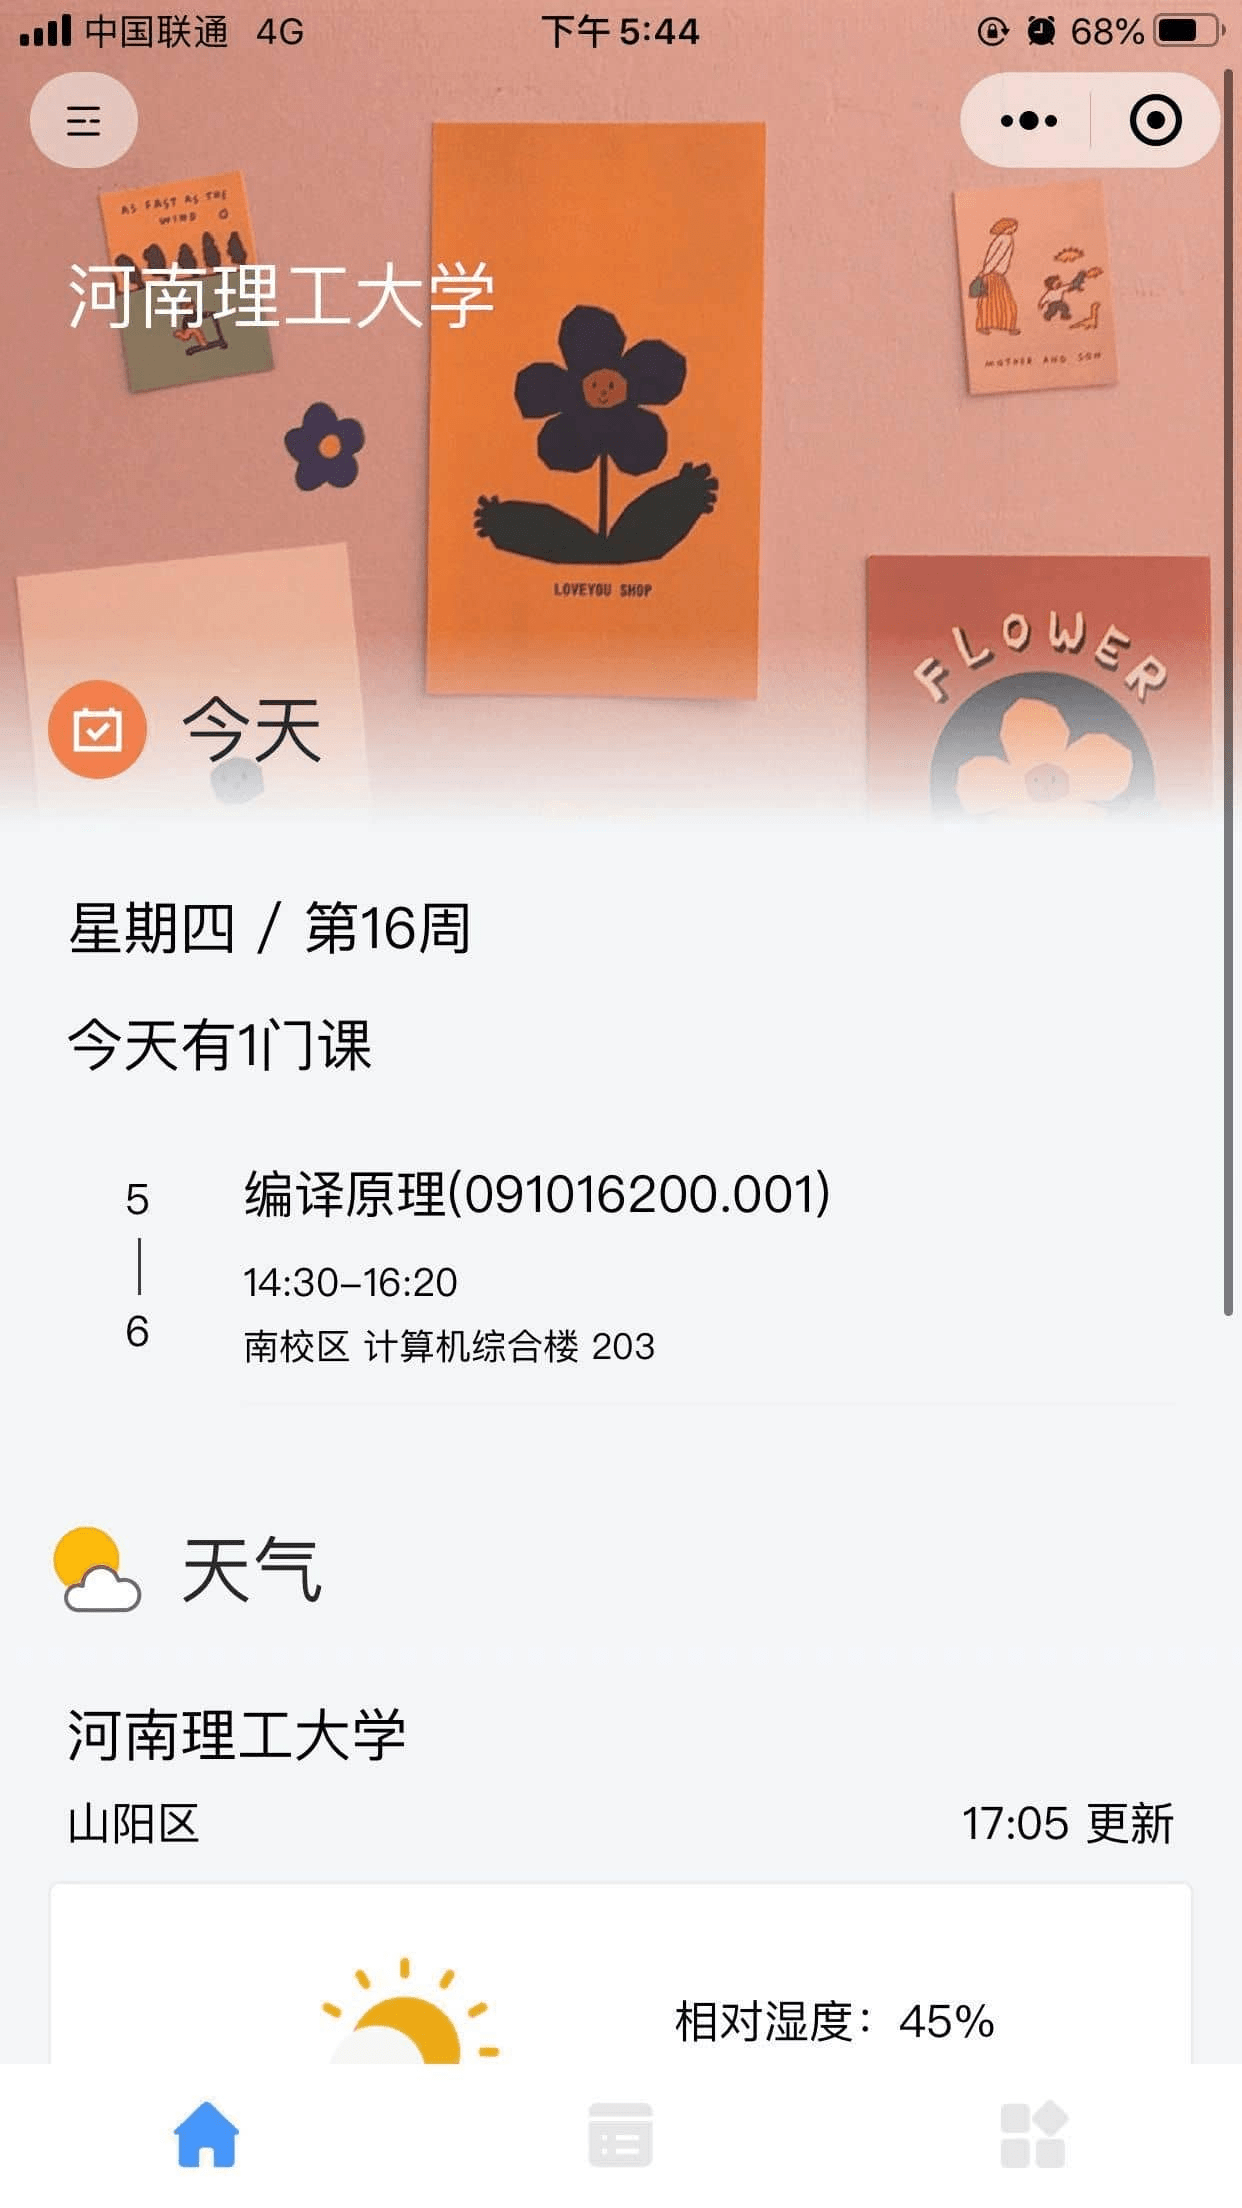 中国联通 4G 下午 5:44 68%
AS FAST AS THE
WIND
河南理工大学
MOTHER AND SON
LOVEYOU SHOP
FLOWER
今天
星期四 / 第16周
今天有1门课
5
6
编译原理(091016200.001)
14:30–16:20
南校区 计算机综合楼 203
天气
河南理工大学
山阳区
17:05 更新
相对湿度：45%